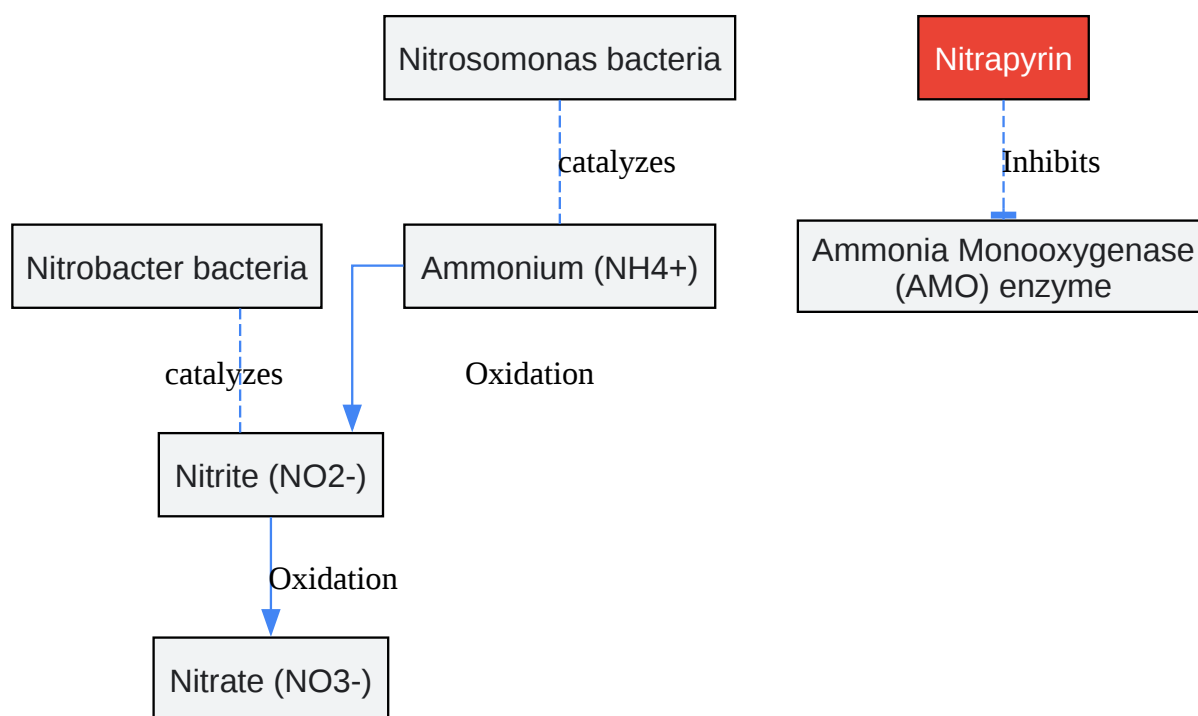 Nitrosomonas bacteria
Nitrapyrin
catalyzes
Inhibits
Nitrobacter bacteria
Ammonium (NH4+)
Ammonia Monooxygenase
(AMO) enzyme
catalyzes
Oxidation
Nitrite (NO2-)
Oxidation
Nitrate (NO3-)